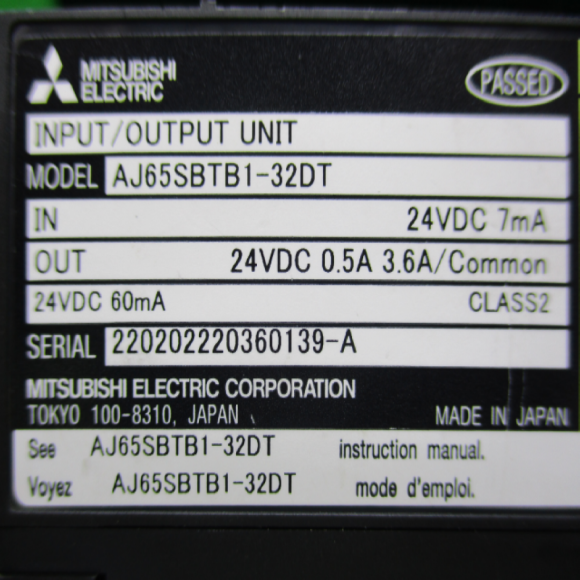 MITSUBISHI
ELECTRIC
PASSED
INPUT/OUTPUT UNIT
MODEL AJ65SBTB1-32DT
IN 24VDC 7mA
OUT 24VDC 0.5A 3.6A/Common
24VDC 60mA CLASS2
SERIAL 220202220360139-A
MITSUBISHI ELECTRIC CORPORATION
TOKYO 100-8310, JAPAN MADE IN JAPAN
See AJ65SBTB1-32DT instruction manual.
Voyez AJ65SBTB1-32DT mode d'emploi.